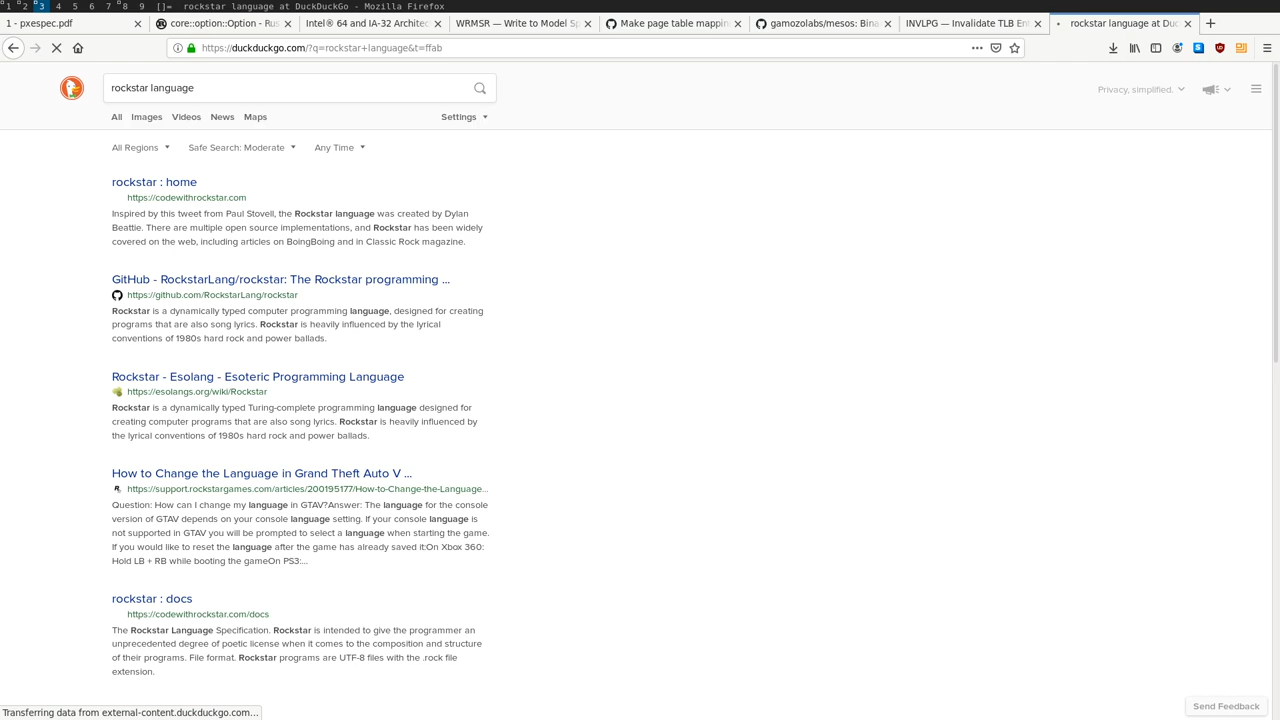 1 2 3 4 5 6 7 8 9 []= rockstar language at DuckDuckGo - Mozilla Firefox
1 - pxespec.pdf
core::option::Option - Rus
Intel® 64 and IA-32 Architec
WRMSR — Write to Model Sp
Make page table mappin
gamozolabs/mesos: Bina
INVLPG — Invalidate TLB En
rockstar language at Duc
https://duckduckgo.com/?q=rockstar+language&t=ffab
rockstar language
Privacy, simplified.
All Images Videos News Maps Settings
All Regions Safe Search: Moderate Any Time
rockstar : home
https://codewithrockstar.com
Inspired by this tweet from Paul Stovell, the Rockstar language was created by Dylan
Beattie. There are multiple open source implementations, and Rockstar has been widely
covered on the web, including articles on BoingBoing and in Classic Rock magazine.
GitHub - RockstarLang/rockstar: The Rockstar programming ...
https://github.com/RockstarLang/rockstar
Rockstar is a dynamically typed computer programming language, designed for creating
programs that are also song lyrics. Rockstar is heavily influenced by the lyrical
conventions of 1980s hard rock and power ballads.
Rockstar - Esolang - Esoteric Programming Language
https://esolangs.org/wiki/Rockstar
Rockstar is a dynamically typed Turing-complete programming language designed for
creating computer programs that are also song lyrics. Rockstar is heavily influenced by
the lyrical conventions of 1980s hard rock and power ballads.
How to Change the Language in Grand Theft Auto V ...
https://support.rockstargames.com/articles/200195177/How-to-Change-the-Language...
Question: How can I change my language in GTAV?Answer: The language for the console
version of GTAV depends on your console language setting. If your console language is
not supported in GTAV you will be prompted to select a language when starting the game.
If you would like to reset the language after the game has already saved it:On Xbox 360:
Hold LB + RB while booting the gameOn PS3:...
rockstar : docs
https://codewithrockstar.com/docs
The Rockstar Language Specification. Rockstar is intended to give the programmer an
unprecedented degree of poetic license when it comes to the composition and structure
of their programs. File format. Rockstar programs are UTF-8 files with the .rock file
extension.
Send Feedback
Transferring data from external-content.duckduckgo.com…